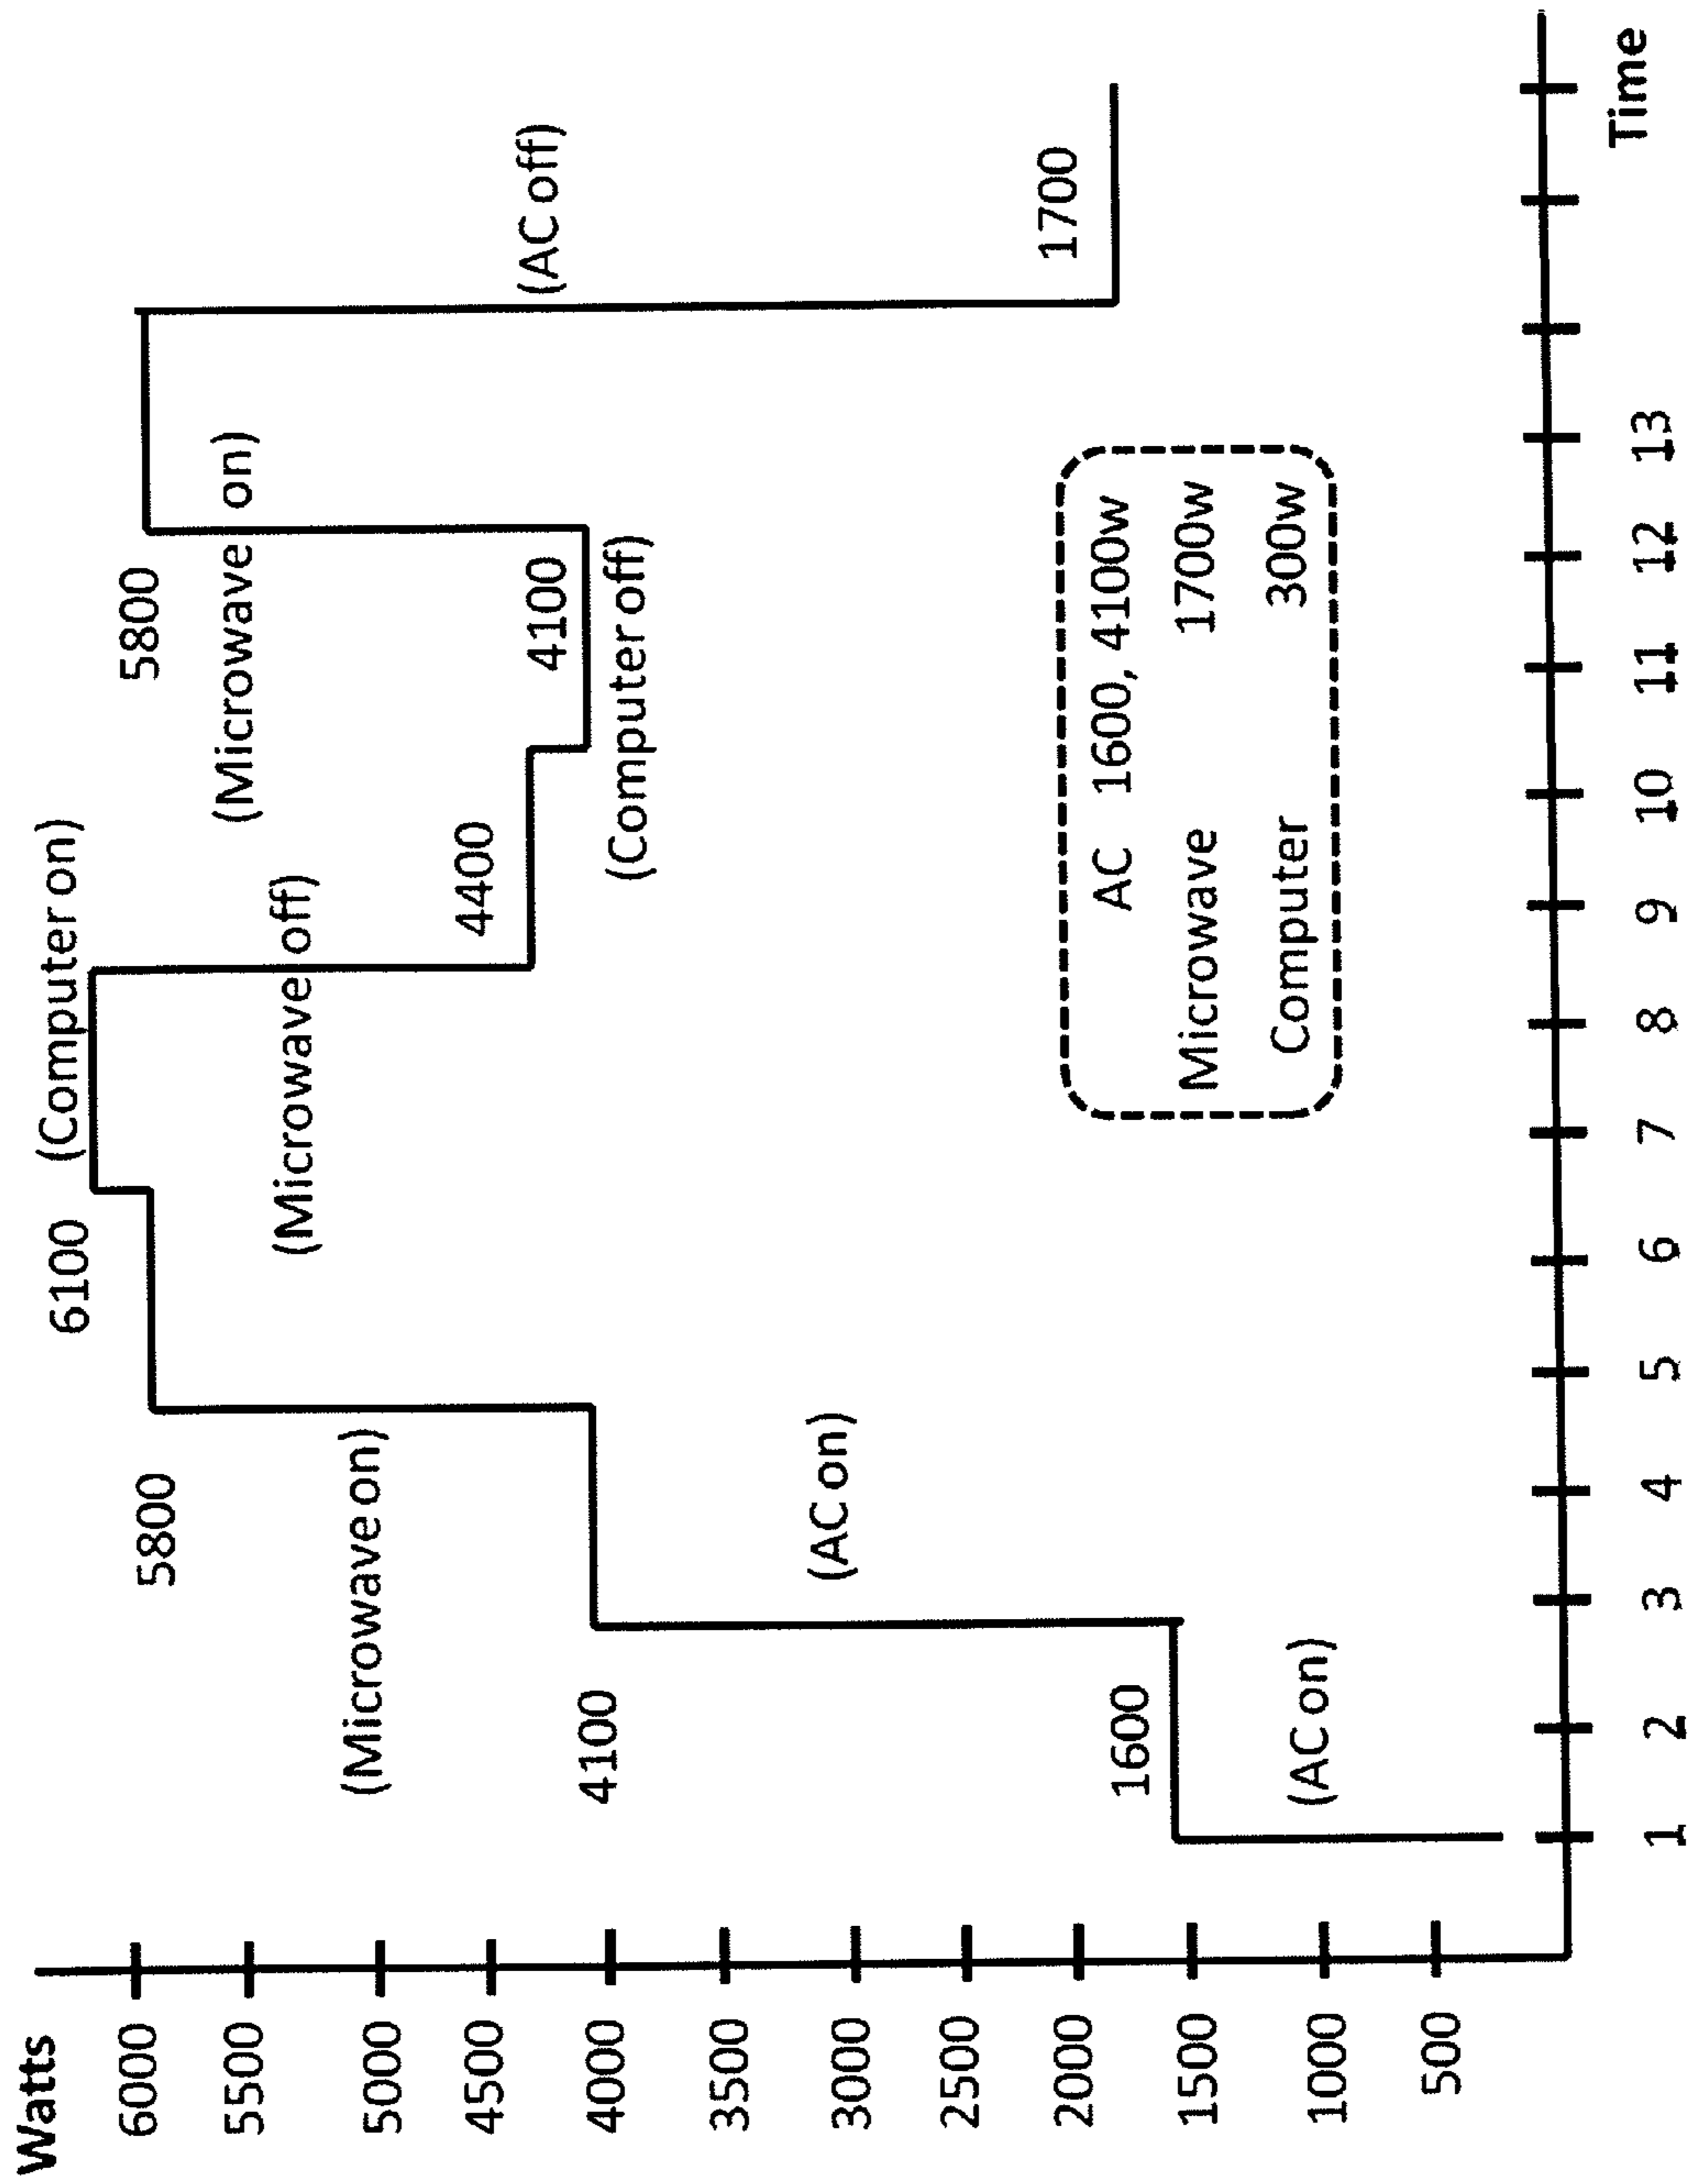 Watts
6000
5500
5000
4500
4000
3500
3000
2500
2000
1500
1000
500
(AC on)
1600
(AC on)
4100
(Microwave on)
5800
6100
(Computer on)
(Microwave off)
4400
(Computer off)
4100
(Microwave on)
5800
(AC off)
1700
AC 1600, 4100w
Microwave 1700w
Computer 300w
1 2 3 4 5 6 7 8 9 10 11 12 13
Time